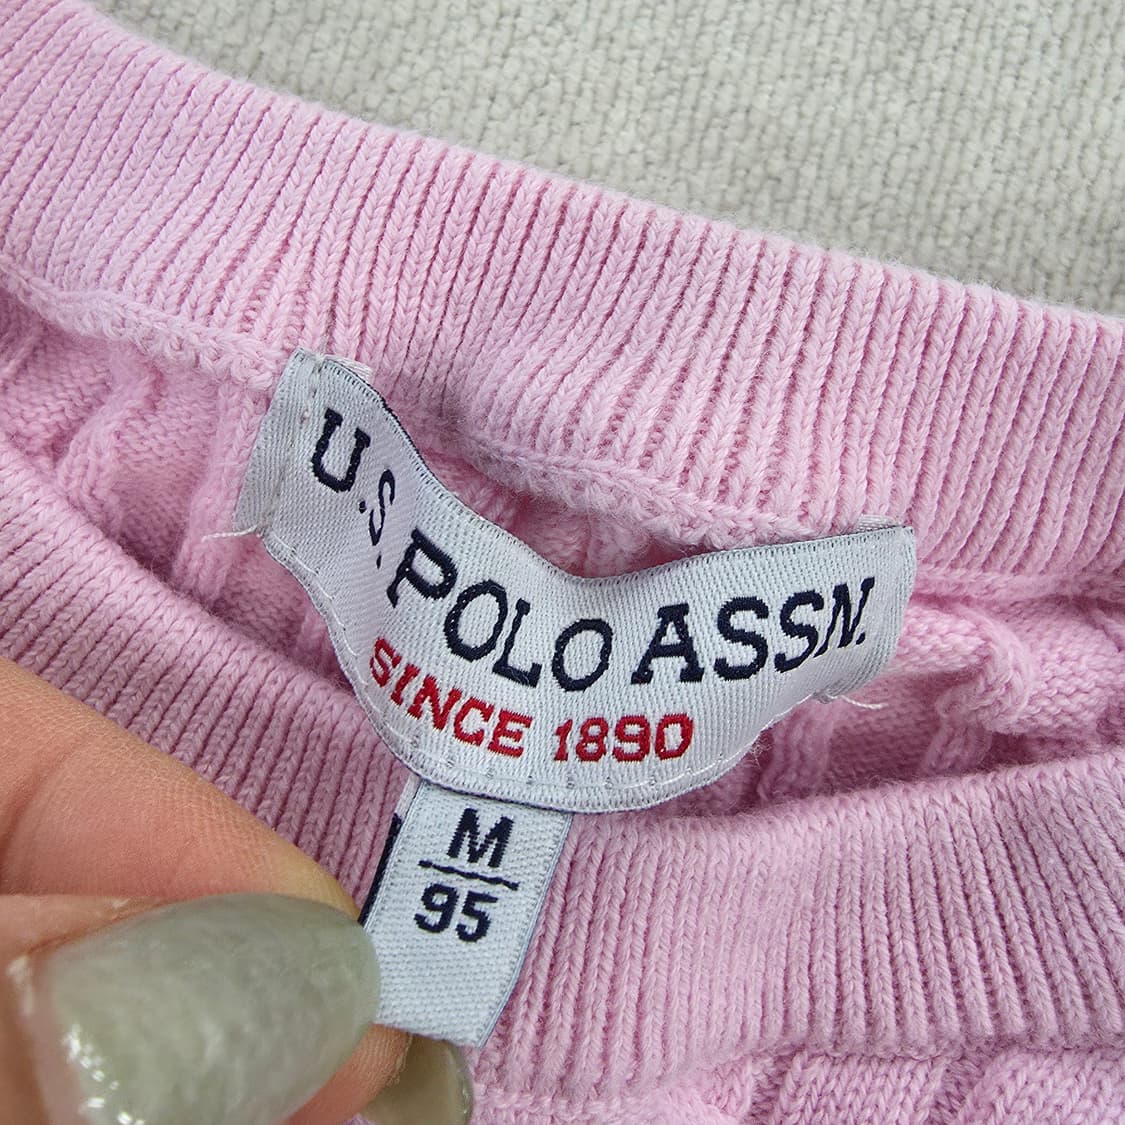 U.S. POLO ASSN.
SINCE 1890
M
95